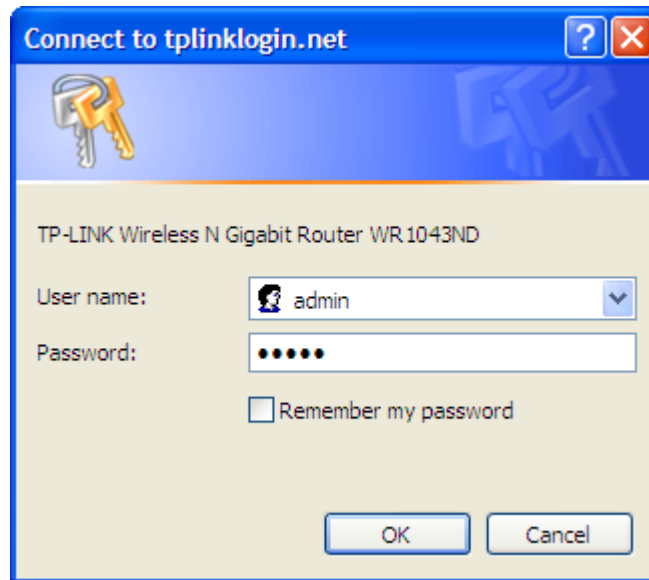 Connect to tplinklogin.net
TP-LINK Wireless N Gigabit Router WR1043ND
User name:
admin
Password:
•••••
Remember my password
OK
Cancel